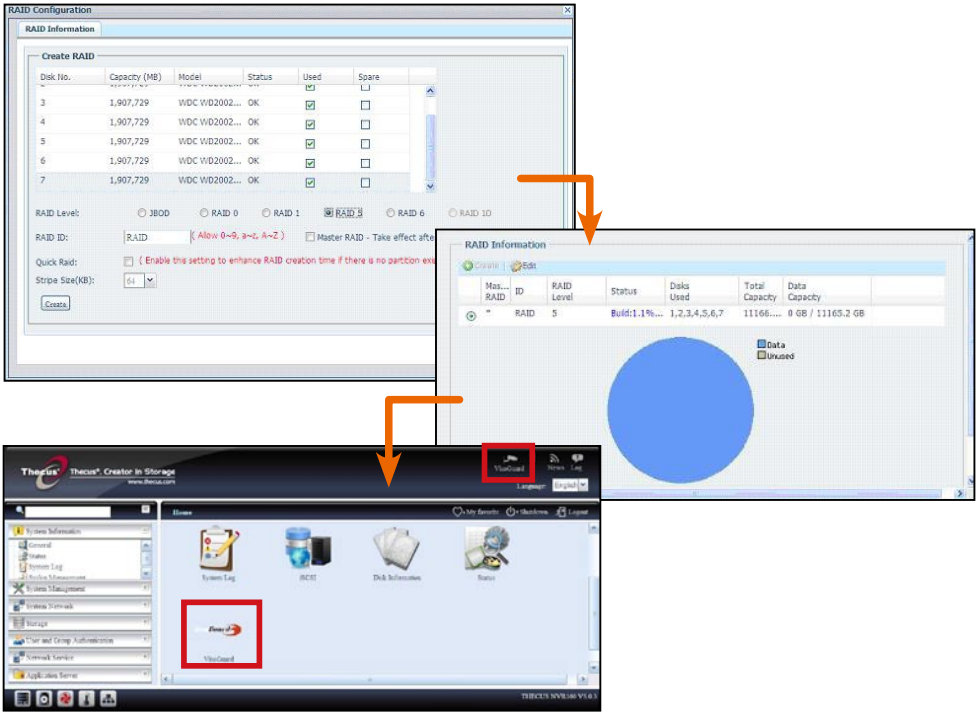 RAID Configuration
RAID Information
Create RAID
Disk No. Capacity (MB) Model Status Used Spare
3 1,907,729 WDC WD2002... OK
4 1,907,729 WDC WD2002... OK
5 1,907,729 WDC WD2002... OK
6 1,907,729 WDC WD2002... OK
7 1,907,729 WDC WD2002... OK
RAID Level: JBOD RAID 0 RAID 1 RAID 5 RAID 6 RAID 10
RAID ID: RAID ( Allow 0~9, a~z, A~Z ) Master RAID - Take effect afte
Quick Raid: ( Enable this setting to enhance RAID creation time if there is no partition exis
Stripe Size(KB): 64
Create
RAID Information
Create Edit
Mas... RAID ID RAID Level Status Disks Used Total Capacity Data Capacity
* RAID 5 Build:1.1%... 1,2,3,4,5,6,7 11166.... 0 GB / 11165.2 GB
Data
Unused
Thecus Thecus®, Creator in Storage
www.thecus.com
VisoGuard News Log
Language: English
Home My favorite Shutdown Logout
System Information
General
Status
System Log
System Management
System Network
Storage
User and Group Authentication
Network Service
Application Server
System Log iSCSI Disk Information Status
VisoGuard
THECUS NVR100 V5.0.3